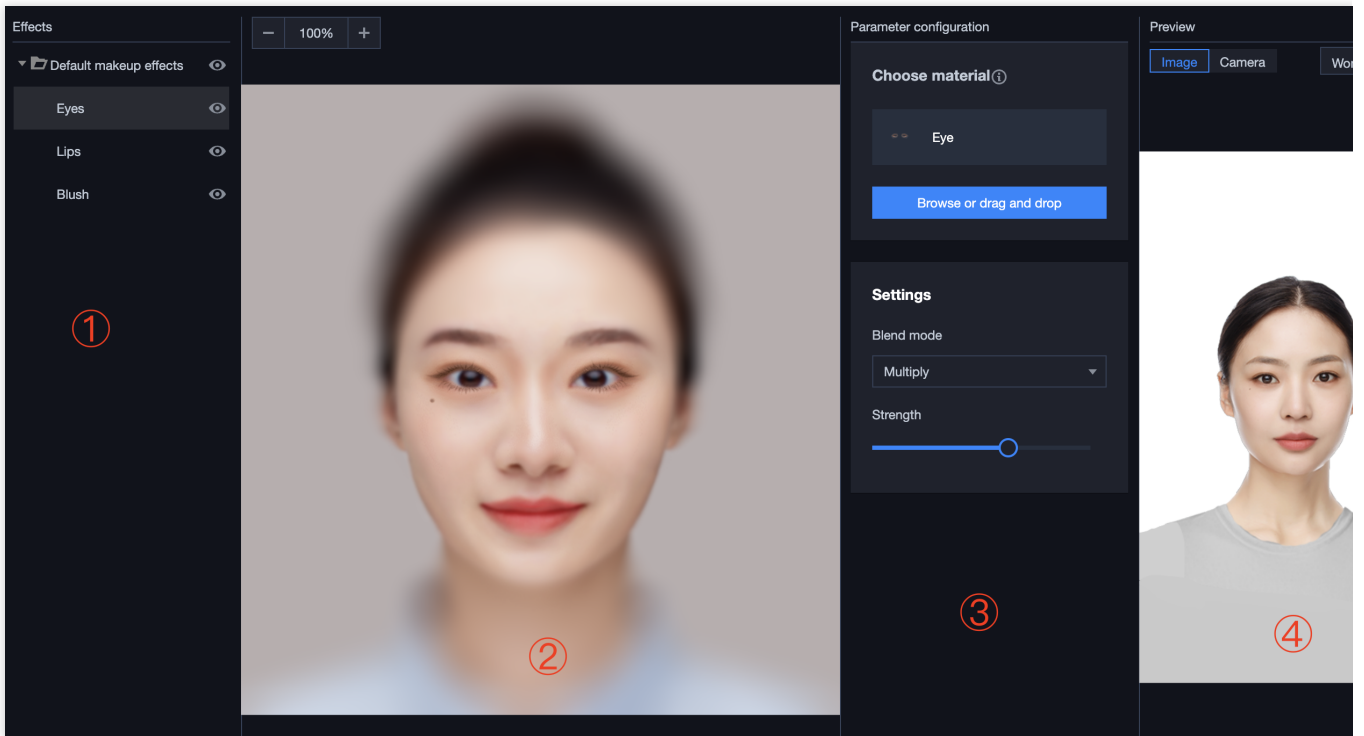 Effects
Default makeup effects
Eyes
Lips
Blush
①
− 100% +
②
Parameter configuration
Choose material
Eye
Browse or drag and drop
Settings
Blend mode
Multiply
Strength
③
Preview
Image Camera Wor
④